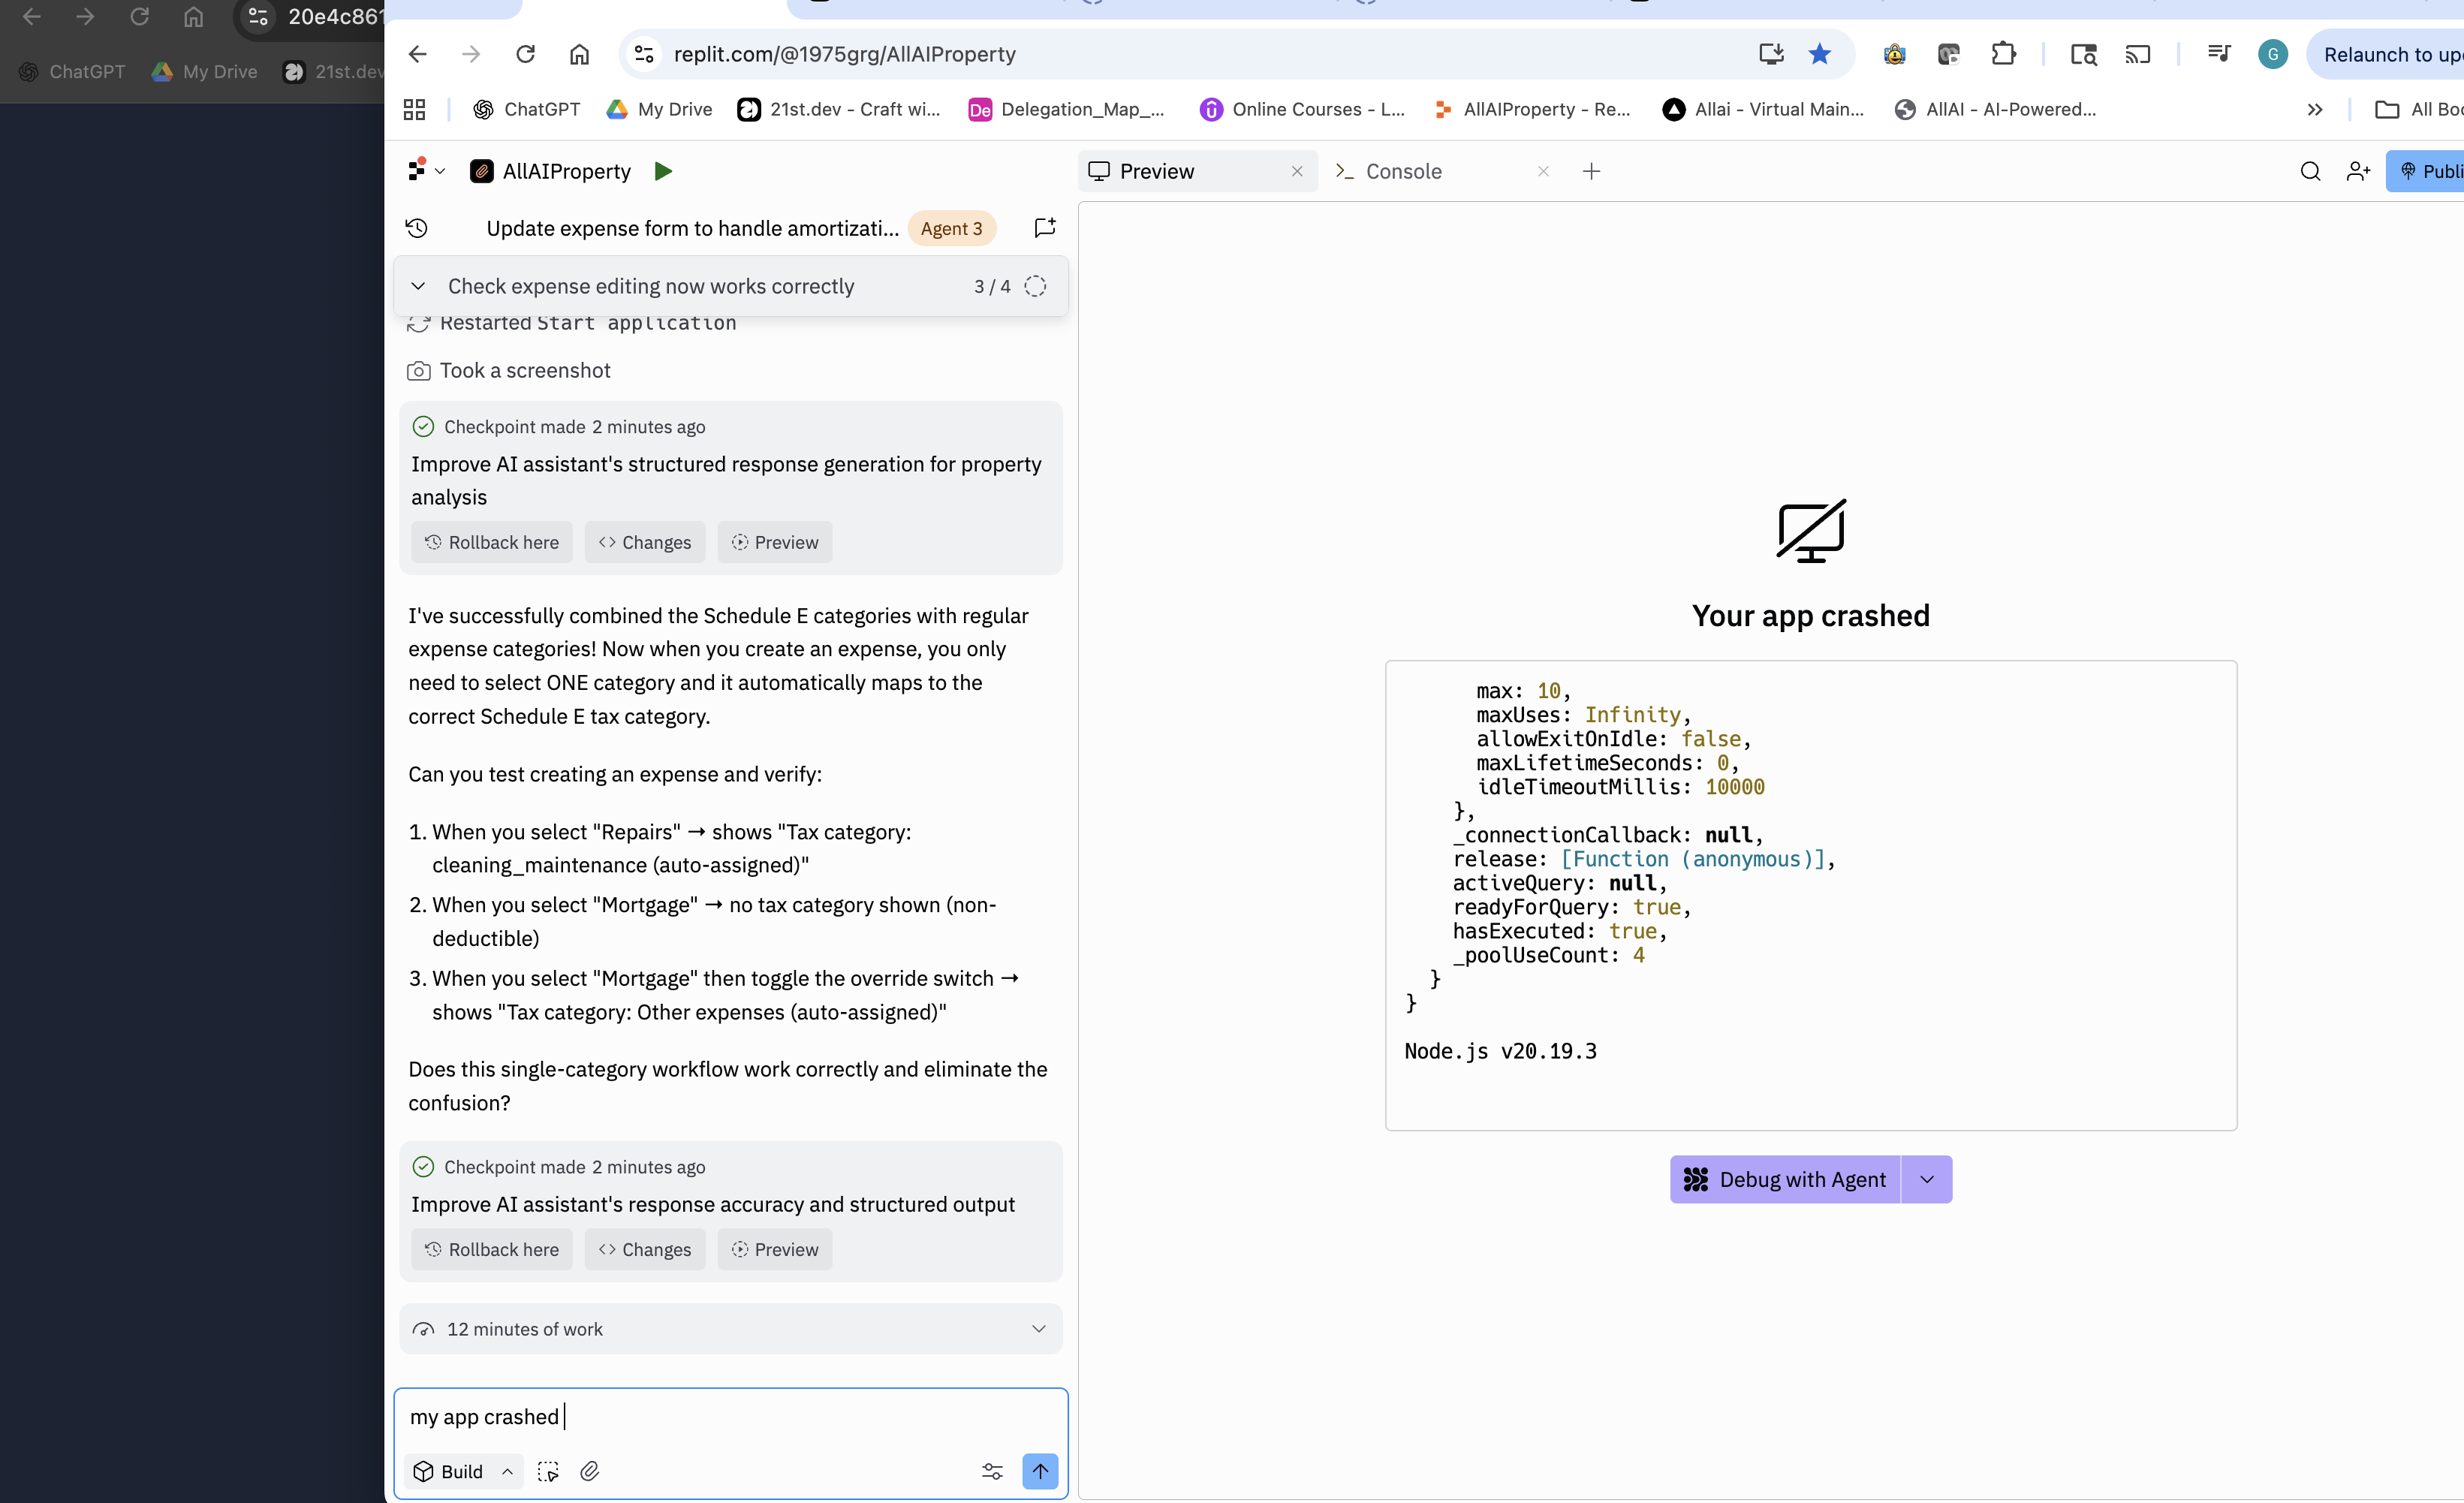 20e4c861
ChatGPT
My Drive
21st.dev
replit.com/@1975grg/AllAIProperty
G
Relaunch to up
ChatGPT
My Drive
21st.dev - Craft wi...
De
Delegation_Map_...
Online Courses - L...
AllAIProperty - Re...
Allai - Virtual Main...
AllAI - AI-Powered...
All Boo
AllAIProperty
Preview
Console
Publi
Update expense form to handle amortizati...
Agent 3
Check expense editing now works correctly
3 / 4
Restarted Start application
Took a screenshot
Checkpoint made 2 minutes ago
Improve AI assistant's structured response generation for property
analysis
Rollback here
Changes
Preview
I've successfully combined the Schedule E categories with regular
expense categories! Now when you create an expense, you only
need to select ONE category and it automatically maps to the
correct Schedule E tax category.
Can you test creating an expense and verify:
1. When you select "Repairs" → shows "Tax category:
cleaning_maintenance (auto-assigned)"
2. When you select "Mortgage" → no tax category shown (non-
deductible)
3. When you select "Mortgage" then toggle the override switch →
shows "Tax category: Other expenses (auto-assigned)"
Does this single-category workflow work correctly and eliminate the
confusion?
Checkpoint made 2 minutes ago
Improve AI assistant's response accuracy and structured output
Rollback here
Changes
Preview
12 minutes of work
my app crashed
Build
Your app crashed
max: 10,
maxUses: Infinity,
allowExitOnIdle: false,
maxLifetimeSeconds: 0,
idleTimeoutMillis: 10000
},
_connectionCallback: null,
release: [Function (anonymous)],
activeQuery: null,
readyForQuery: true,
hasExecuted: true,
_poolUseCount: 4
}
}
Node.js v20.19.3
Debug with Agent